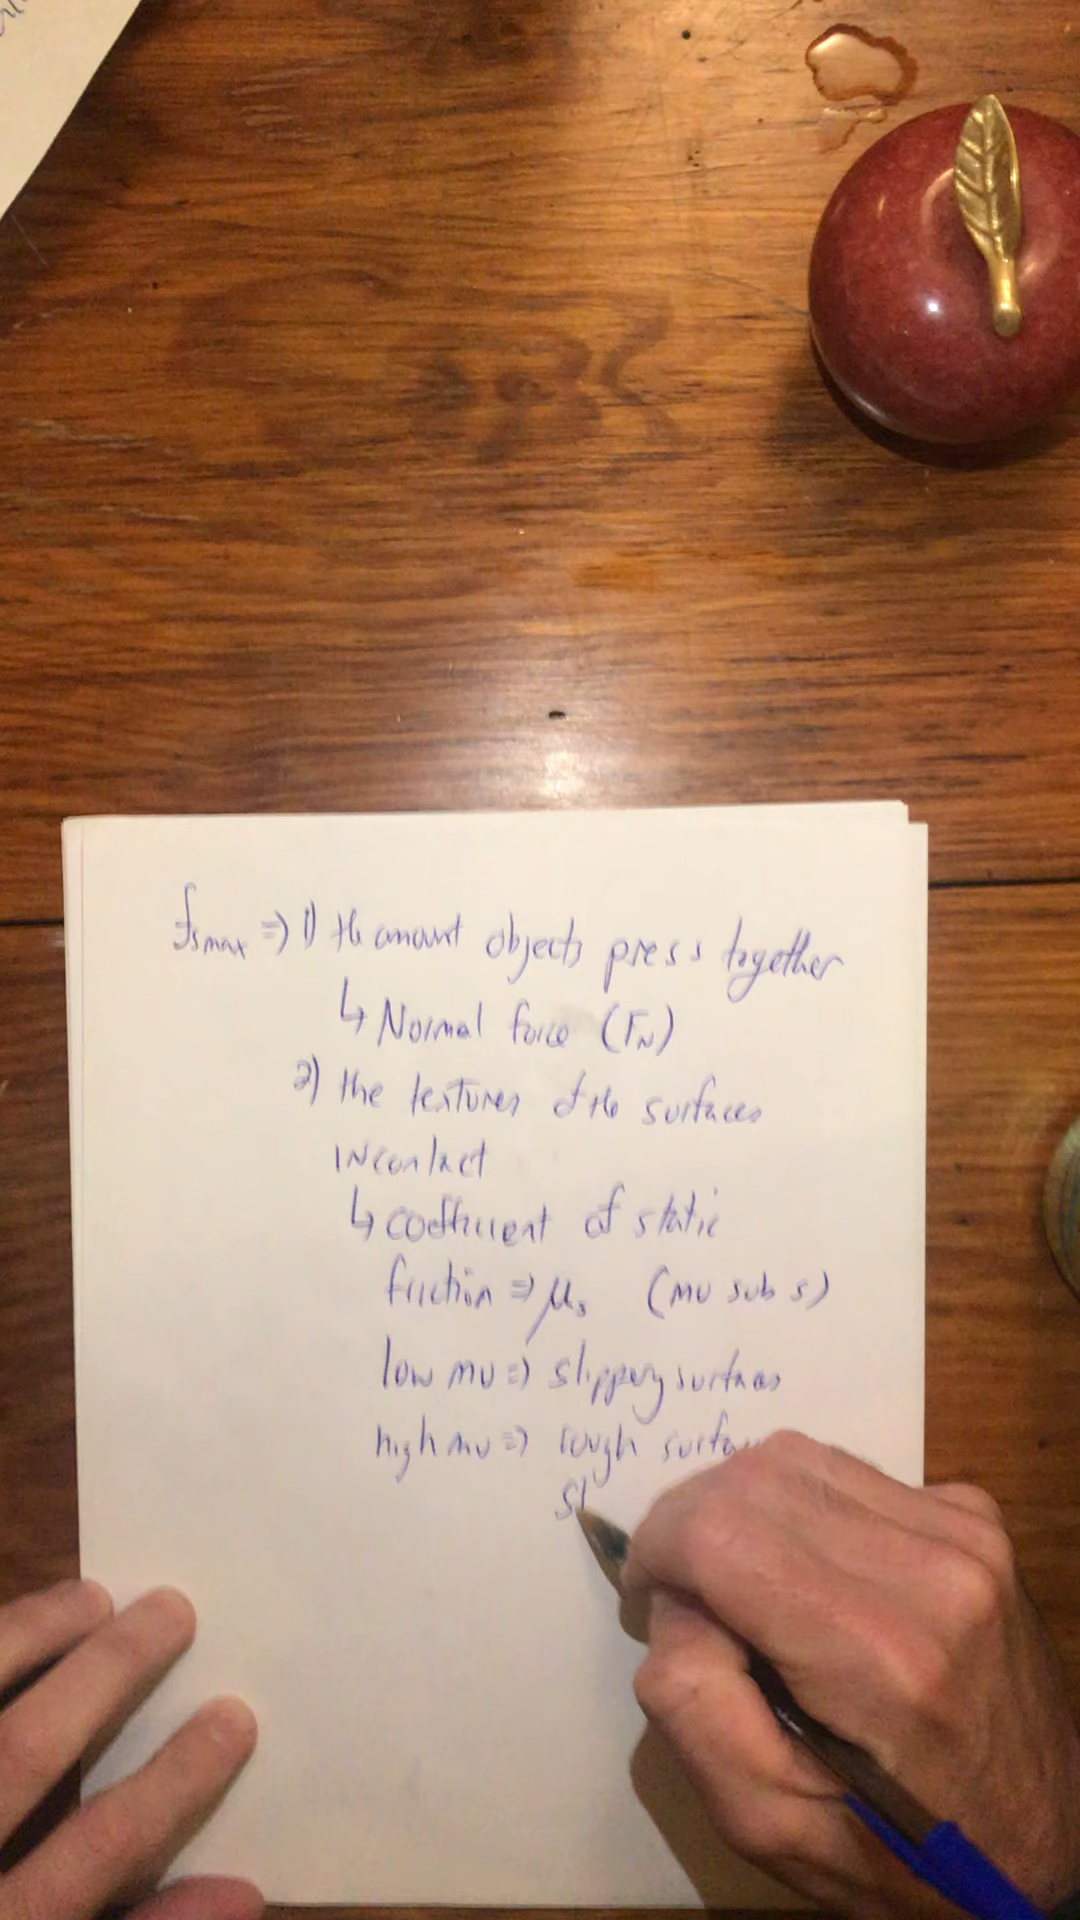 fsmax => 1) the amount objects press together
↳ Normal force (FN)
2) the textures of the surfaces
in contact
↳ coefficient of static
friction => μs (mu sub s)
low mu => slippery surfaces
high mu => rough